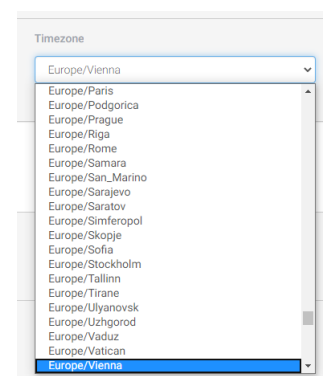 Timezone
Europe/Vienna
Europe/Paris
Europe/Podgorica
Europe/Prague
Europe/Riga
Europe/Rome
Europe/Samara
Europe/San_Marino
Europe/Sarajevo
Europe/Saratov
Europe/Simferopol
Europe/Skopje
Europe/Sofia
Europe/Stockholm
Europe/Tallinn
Europe/Tirane
Europe/Ulyanovsk
Europe/Uzhgorod
Europe/Vaduz
Europe/Vatican
Europe/Vienna